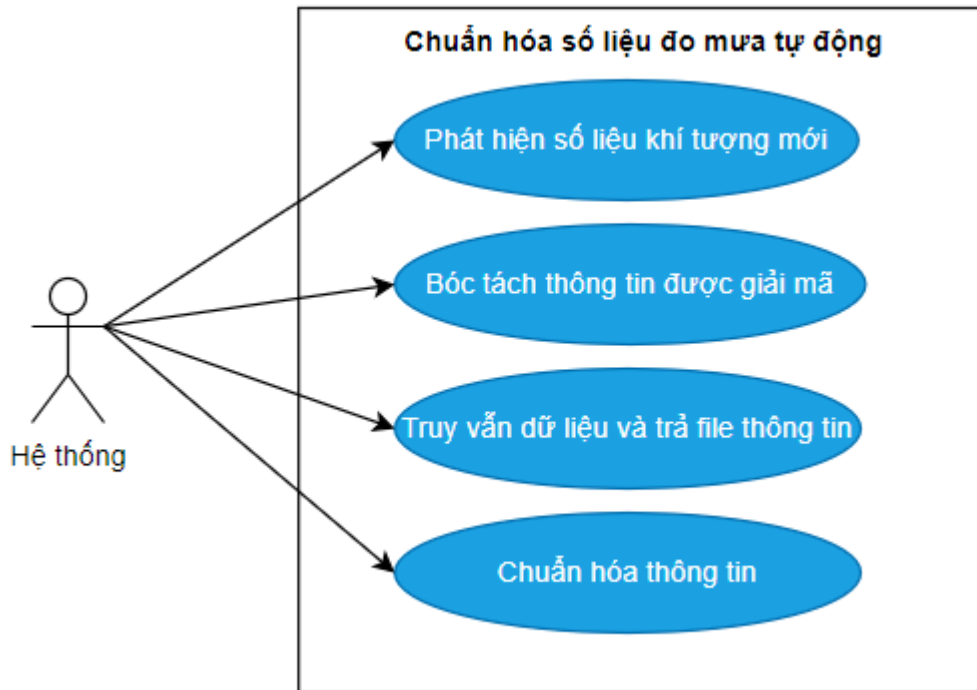 Chuẩn hóa số liệu đo mưa tự động
Phát hiện số liệu khí tượng mới
Bóc tách thông tin được giải mã
Truy vẫn dữ liệu và trả file thông tin
Chuẩn hóa thông tin
Hệ thống